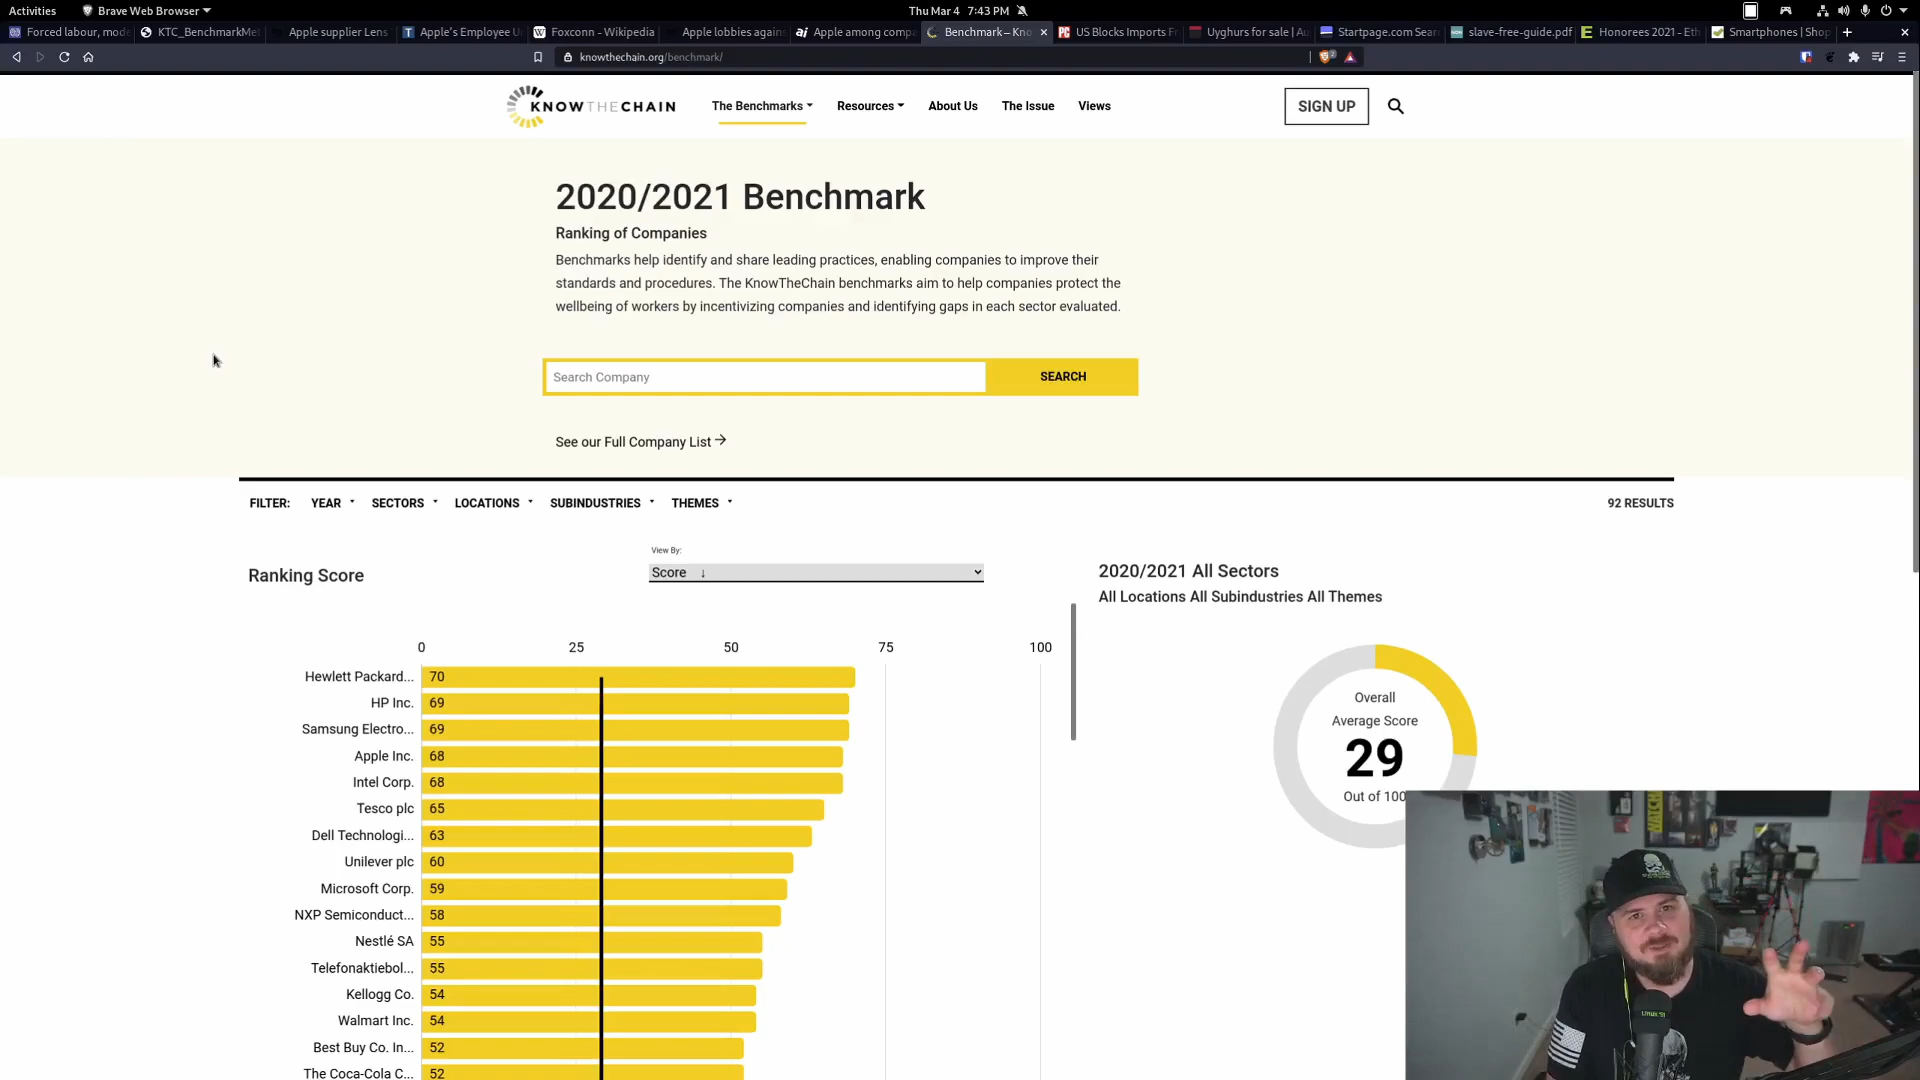 Activities
Brave Web Browser
Thu Mar 4 7:43 PM
Forced labour, mode
KTC_BenchmarkMet
Apple supplier Lens
Apple's Employee U
Foxconn - Wikipedia
Apple lobbies agains
Apple among comp
Benchmark – Kno
US Blocks Imports F
Uyghurs for sale | Au
Startpage.com Sear
slave-free-guide.pdf
Honorees 2021 - Eth
Smartphones | Shop
knowthechain.org/benchmark/
KNOWTHECHAIN
The Benchmarks
Resources
About Us
The Issue
Views
SIGN UP
2020/2021 Benchmark
Ranking of Companies
Benchmarks help identify and share leading practices, enabling companies to improve their
standards and procedures. The KnowTheChain benchmarks aim to help companies protect the
wellbeing of workers by incentivizing companies and identifying gaps in each sector evaluated.
Search Company
SEARCH
See our Full Company List →
FILTER: YEAR SECTORS LOCATIONS SUBINDUSTRIES THEMES
92 RESULTS
View By:
Score ↓
Ranking Score
2020/2021 All Sectors
All Locations All Subindustries All Themes
0 25 50 75 100
Hewlett Packard... 70
HP Inc. 69
Samsung Electro... 69
Apple Inc. 68
Intel Corp. 68
Tesco plc 65
Dell Technologi... 63
Unilever plc 60
Microsoft Corp. 59
NXP Semiconduct... 58
Nestlé SA 55
Telefonaktiebol... 55
Kellogg Co. 54
Walmart Inc. 54
Best Buy Co. In... 52
The Coca-Cola C... 52
Overall
Average Score
29
Out of 100